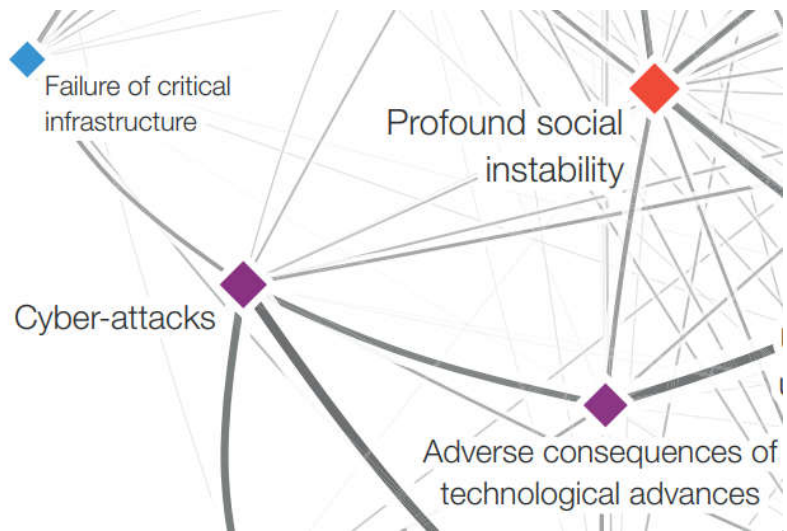 Failure of critical
infrastructure
Profound social
instability
Cyber-attacks
Adverse consequences of
technological advances